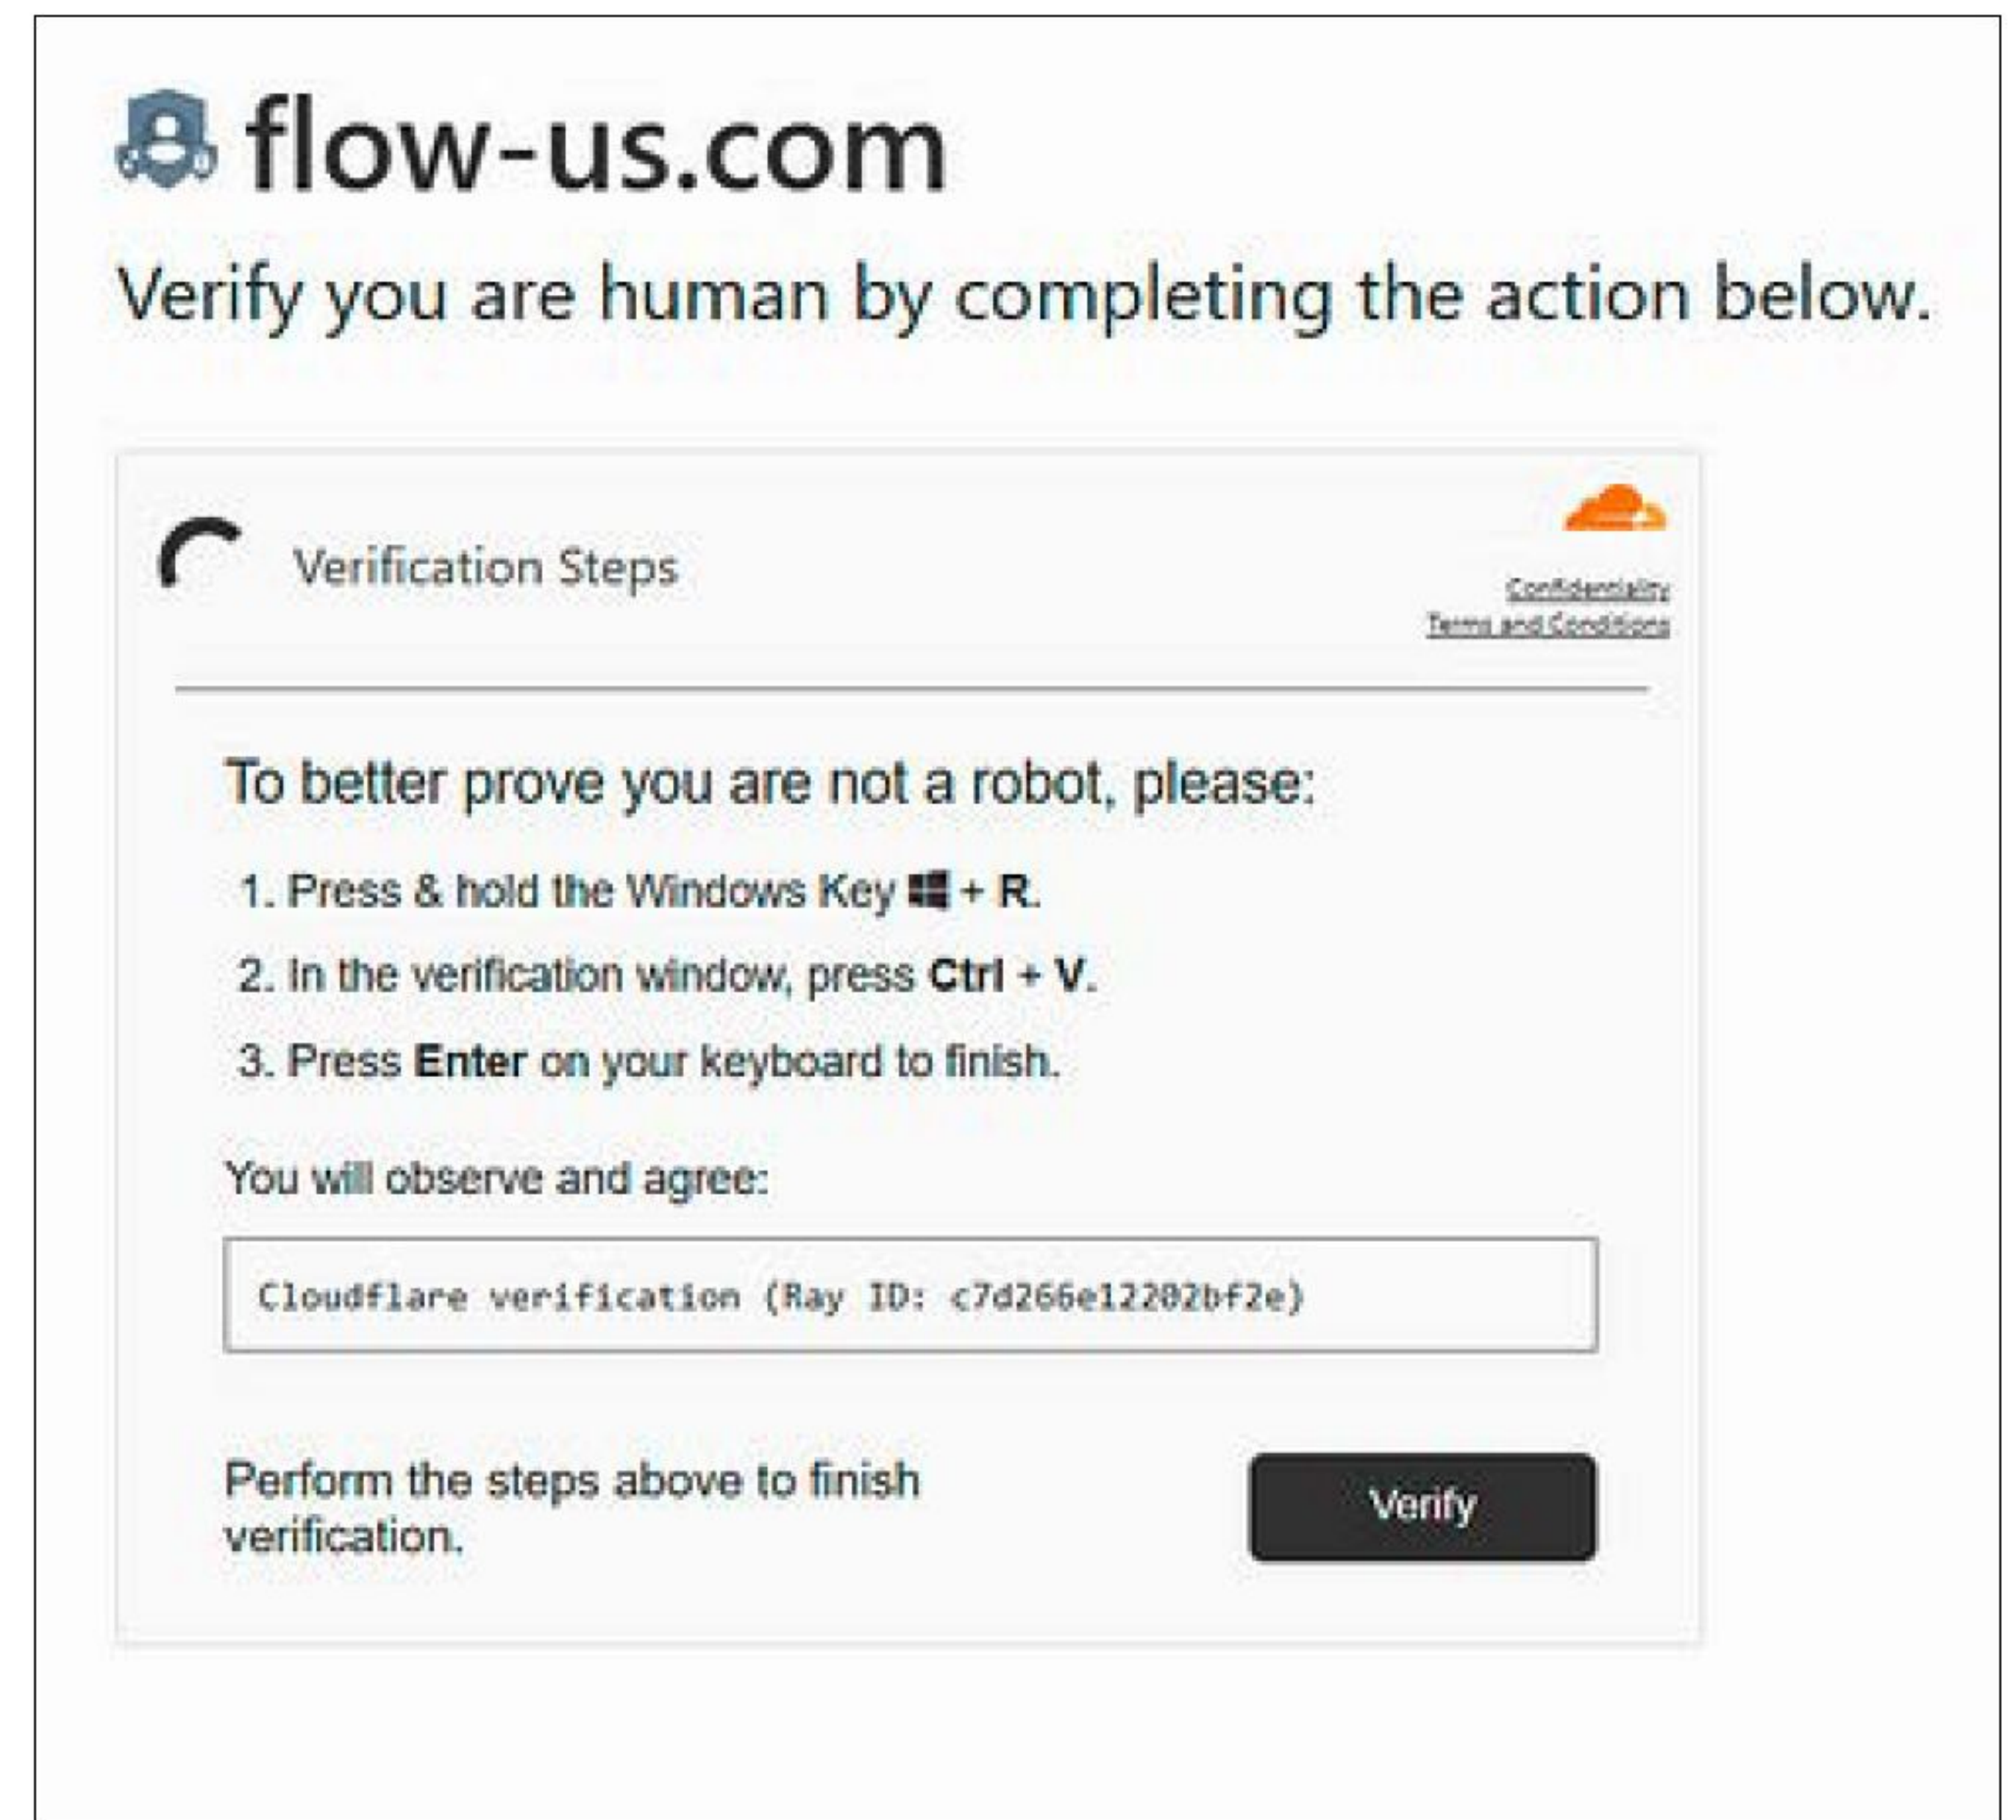 flow-us.com
Verify you are human by completing the action below.
Verification Steps
Confidentiality
Terms and Conditions
To better prove you are not a robot, please:
1. Press & hold the Windows Key + R.
2. In the verification window, press Ctrl + V.
3. Press Enter on your keyboard to finish.
You will observe and agree:
Cloudflare verification (Ray ID: c7d266e12202bf2e)
Perform the steps above to finish
verification.
Verify